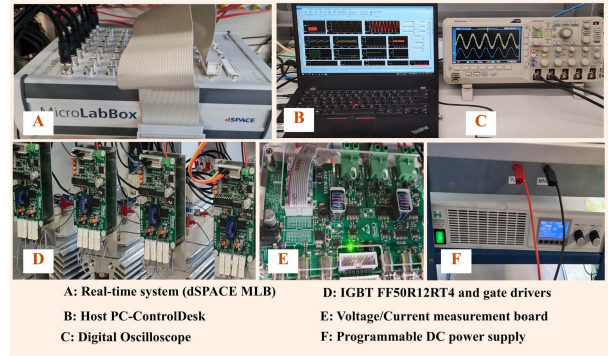 MicroLabBox
dSPACE
A
B
C
D
E
F
A: Real-time system (dSPACE MLB)
D: IGBT FF50R12RT4 and gate drivers
B: Host PC-ControlDesk
E: Voltage/Current measurement board
C: Digital Oscilloscope
F: Programmable DC power supply